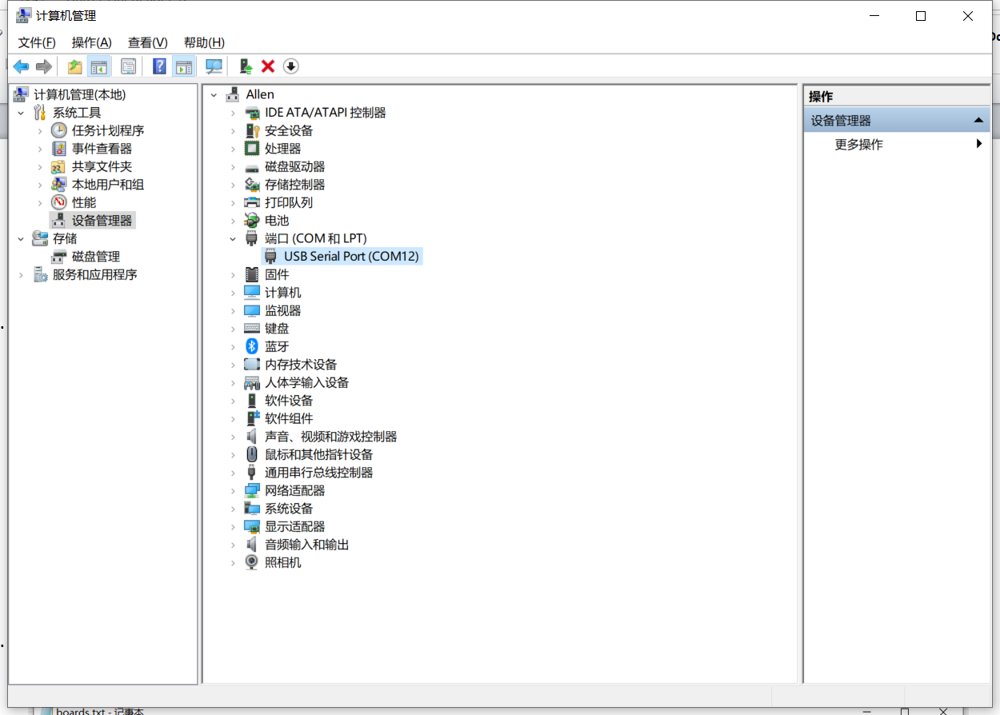 计算机管理
文件(F) 操作(A) 查看(V) 帮助(H)
计算机管理(本地)
系统工具
任务计划程序
事件查看器
共享文件夹
本地用户和组
性能
设备管理器
存储
磁盘管理
服务和应用程序
Allen
IDE ATA/ATAPI 控制器
安全设备
处理器
磁盘驱动器
存储控制器
打印队列
电池
端口 (COM 和 LPT)
USB Serial Port (COM12)
固件
计算机
监视器
键盘
蓝牙
内存技术设备
人体学输入设备
软件设备
软件组件
声音、视频和游戏控制器
鼠标和其他指针设备
通用串行总线控制器
网络适配器
系统设备
显示适配器
音频输入和输出
照相机
操作
设备管理器
更多操作
boards.txt - 记事本